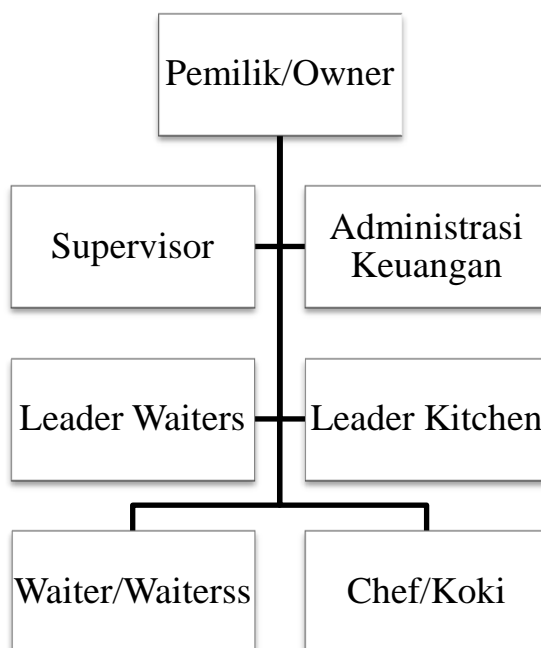 Pemilik/Owner
Supervisor
Administrasi
Keuangan
Leader Waiters
Leader Kitchen
Waiter/Waiterss
Chef/Koki